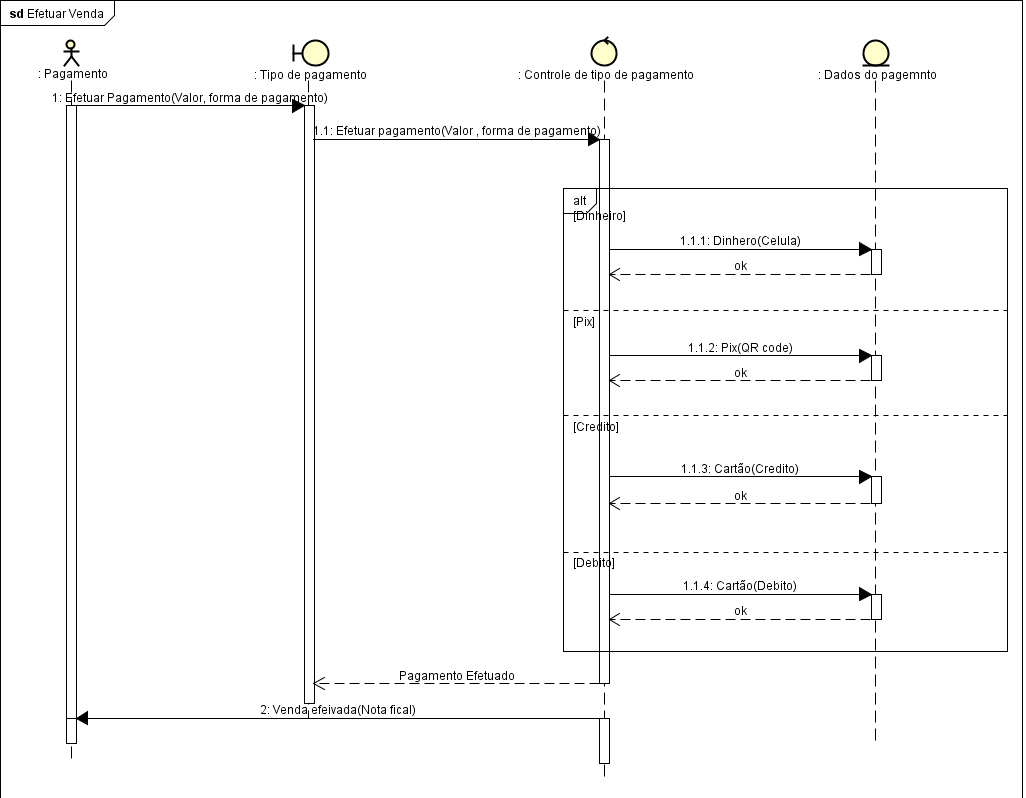 sd Efetuar Venda
: Pagamento
: Tipo de pagamento
: Controle de tipo de pagamento
: Dados do pagemnto
1: Efetuar Pagamento(Valor, forma de pagamento)
1.1: Efetuar pagamento(Valor , forma de pagamento)
alt
[Dinheiro]
1.1.1: Dinhero(Celula)
ok
[Pix]
1.1.2: Pix(QR code)
ok
[Credito]
1.1.3: Cartão(Credito)
ok
[Debito]
1.1.4: Cartão(Debito)
ok
Pagamento Efetuado
2: Venda efeivada(Nota fical)